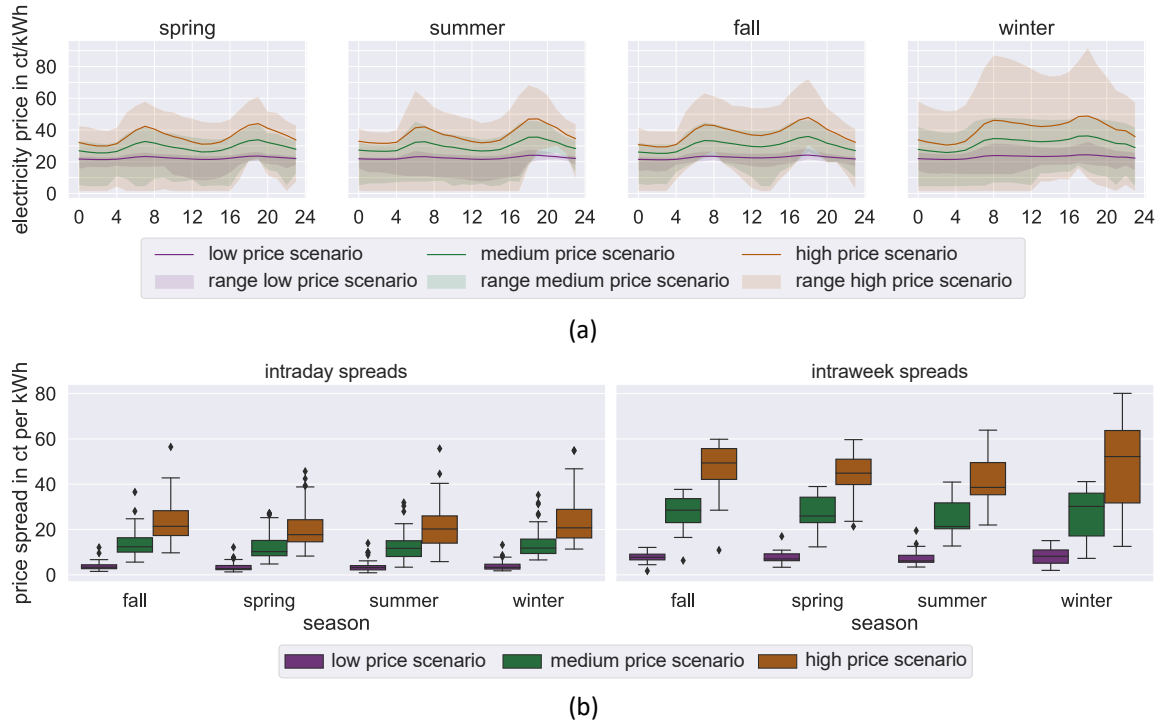 spring summer fall winter
electricity price in ct/kWh
80
60
40
20
0
0 4 8 12 16 20 24 0 4 8 12 16 20 24 0 4 8 12 16 20 24 0 4 8 12 16 20 24
low price scenario medium price scenario high price scenario
range low price scenario range medium price scenario range high price scenario
(a)
intraday spreads intraweek spreads
price spread in ct per kWh
80
60
40
20
0
fall spring summer winter fall spring summer winter
season season
low price scenario medium price scenario high price scenario
(b)